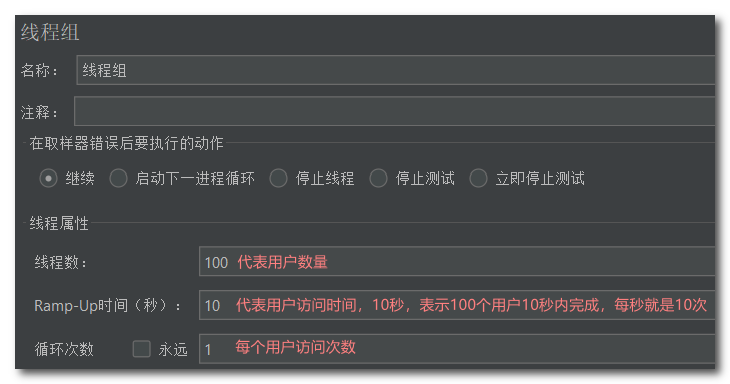 线程组
名称： 线程组
注释：
在取样器错误后要执行的动作
继续 启动下一进程循环 停止线程 停止测试 立即停止测试
线程属性
线程数： 100 代表用户数量
Ramp-Up时间（秒）： 10 代表用户访问时间，10秒，表示100个用户10秒内完成，每秒就是10次
循环次数 永远 1 每个用户访问次数